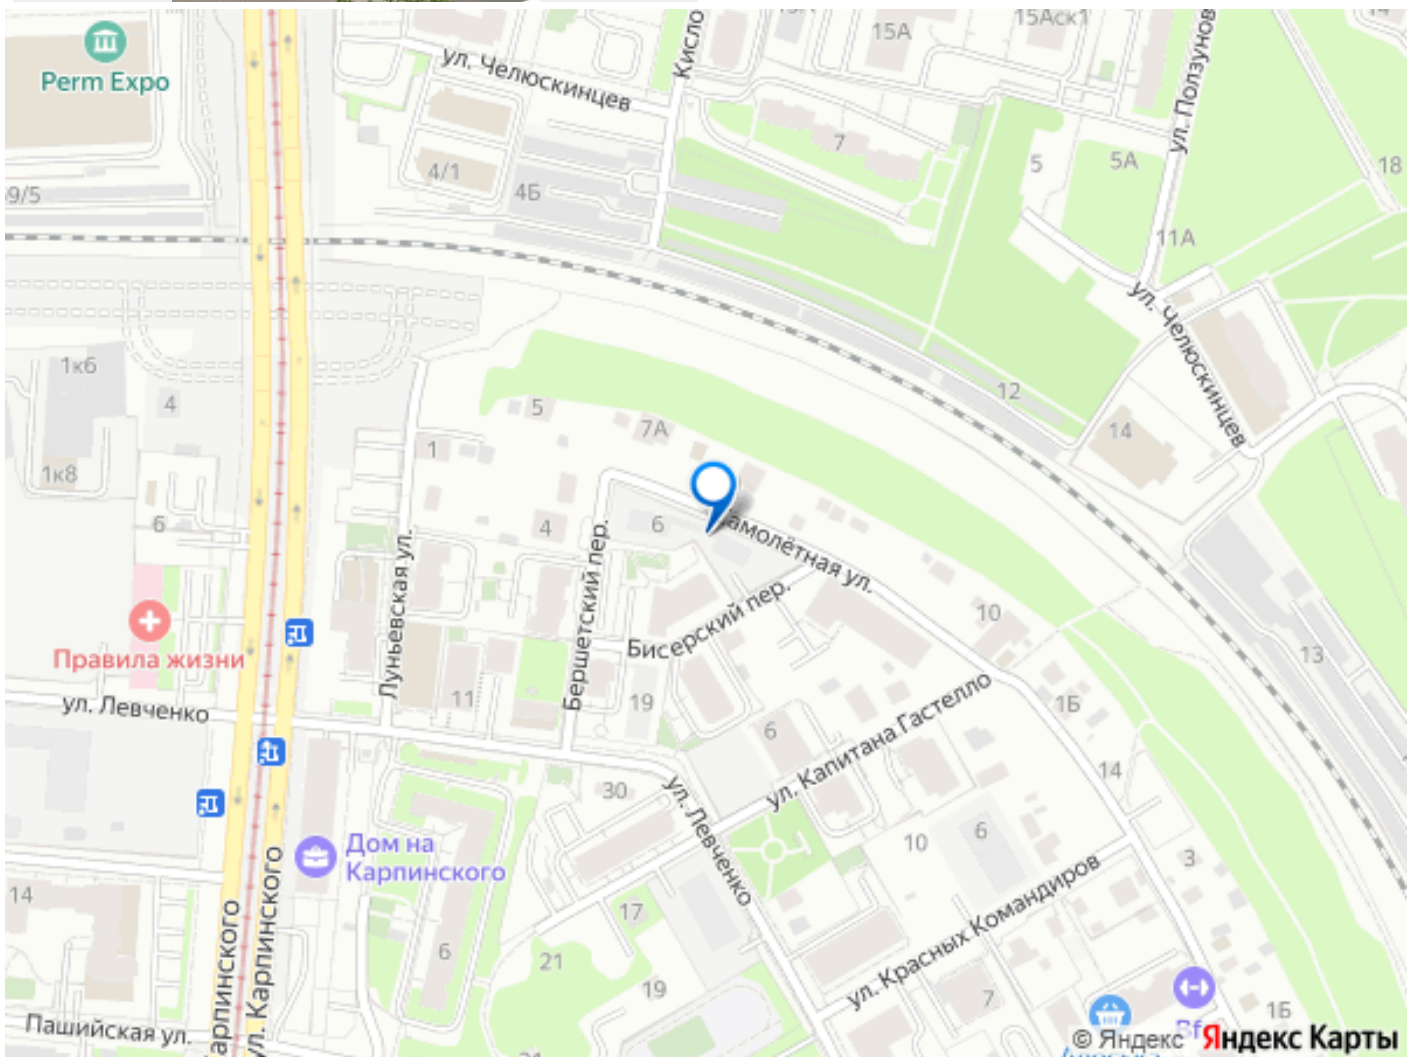 Perm Expo
ул. Челюскинцев
Кисло
15А
15Аск1
14
ул. Ползунов
7
5
5А
18
4/1
4Б
9/5
11А
ул. Челюскинцев
1к6
4
5
7А
12
14
1
1к8
6
4
6
Самолётная ул.
Луньевская ул.
Бершетский пер.
Бисерский пер.
10
13
Правила жизни
ул. Левченко
11
19
6
ул. Капитана Гастелло
1Б
14
30
ул. Левченко
Дом на
Карпинского
10
6
3
14
17
ул. Красных Командиров
6
21
19
7
1Б
Карпинского
ул. Карпинского
Пашийская ул.
© Яндекс
Яндекс Карты